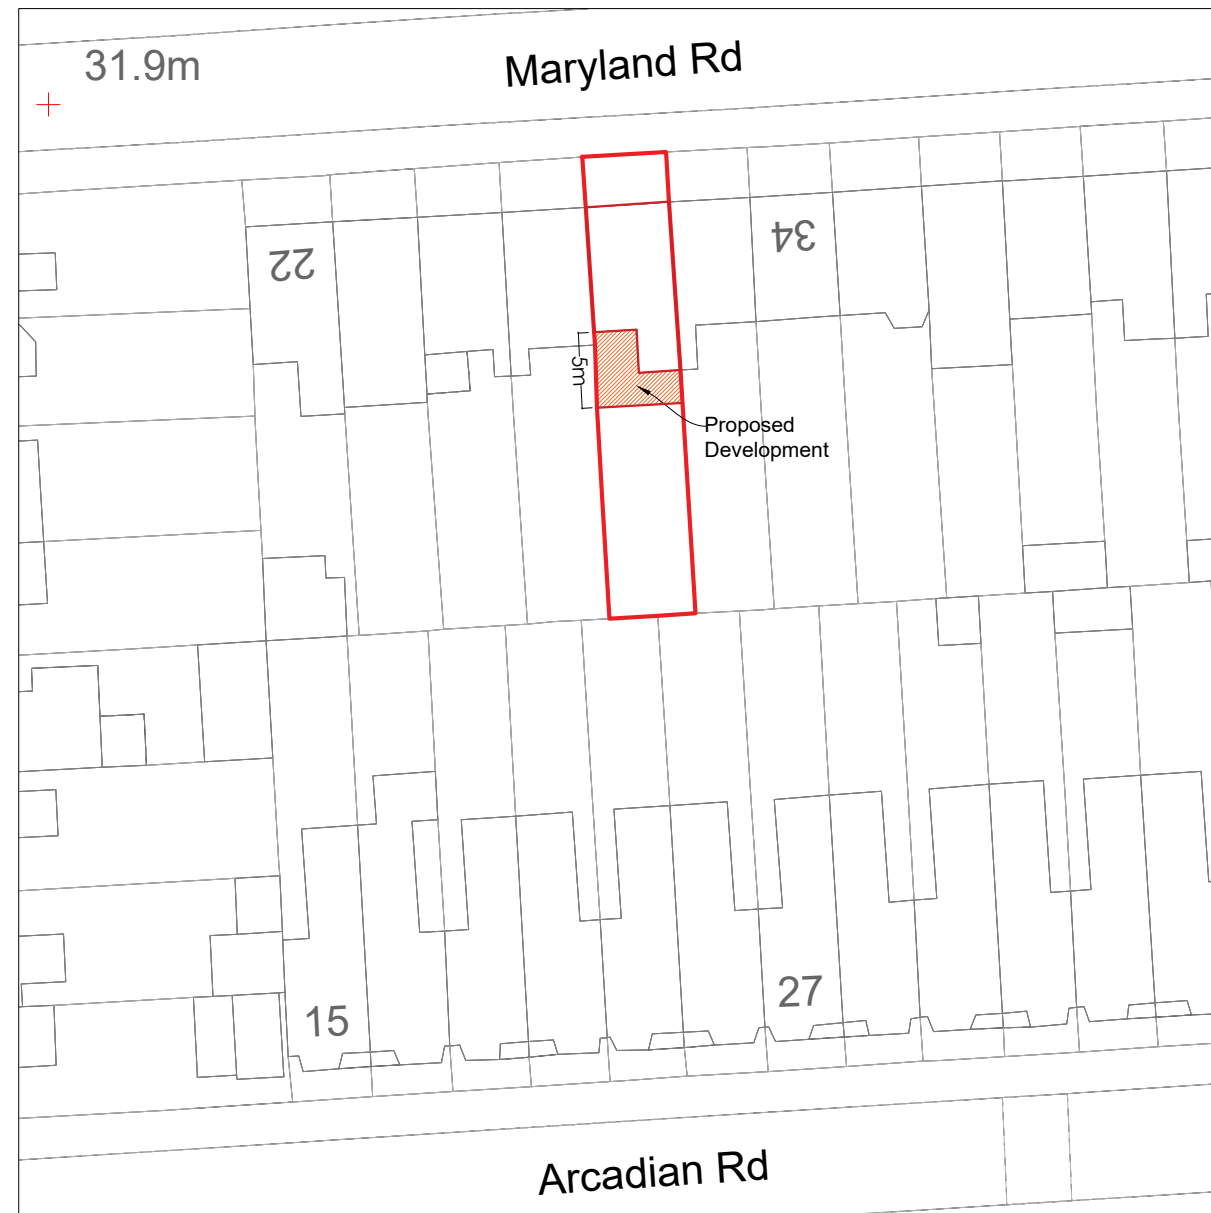 31.9m
Maryland Rd
22
34
5m
Proposed
Development
15
27
Arcadian Rd